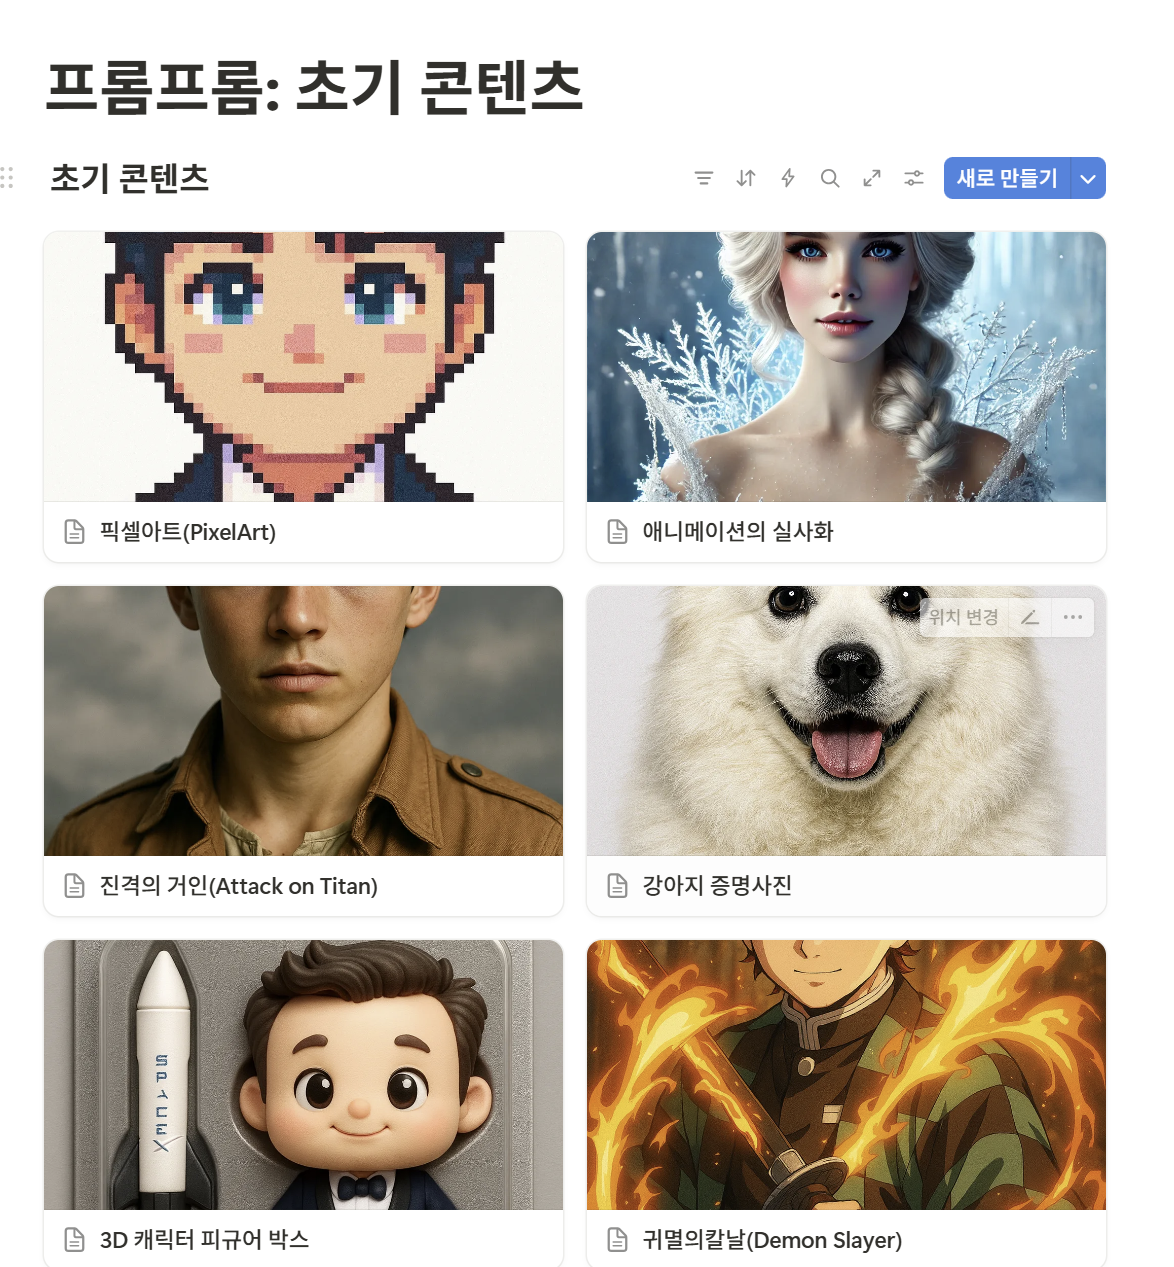 프롬프롬: 초기 콘텐츠
초기 콘텐츠
새로 만들기
픽셀아트(PixelArt)
애니메이션의 실사화
위치 변경
진격의 거인(Attack on Titan)
강아지 증명사진
SPACEX
3D 캐릭터 피규어 박스
귀멸의칼날(Demon Slayer)